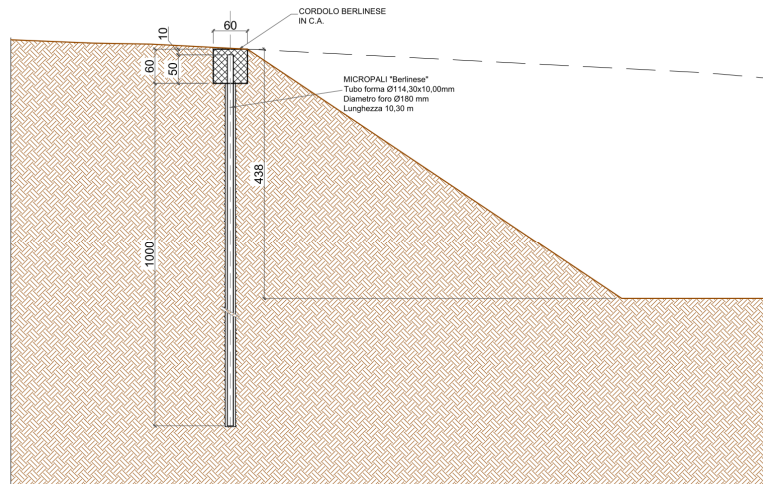 60
CORDOLO BERLINESE
IN C.A.
10
60
50
MICROPALI "Berlinese"
Tubo forma Ø114,30x10,00mm
Diametro foro Ø180 mm
Lunghezza 10,30 m
438
1000